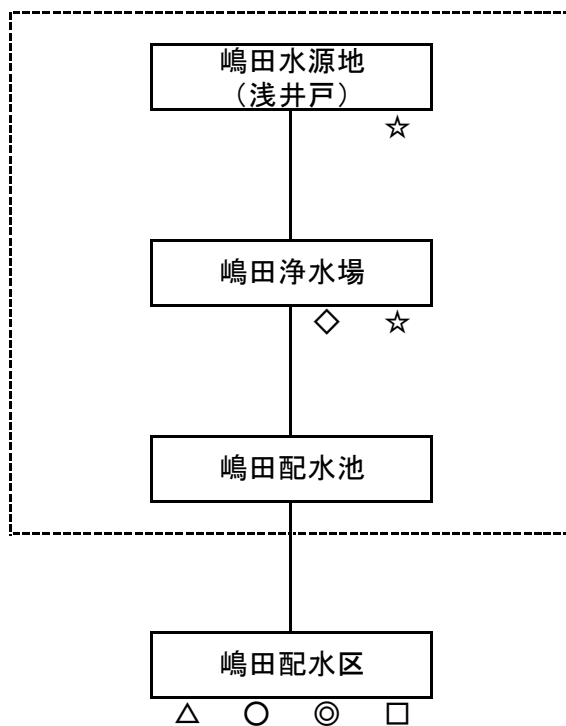 嶋田水源地
（浅井戸）
☆
嶋田浄水場
◇ ☆
嶋田配水池
嶋田配水区
△ ○ ◎ □